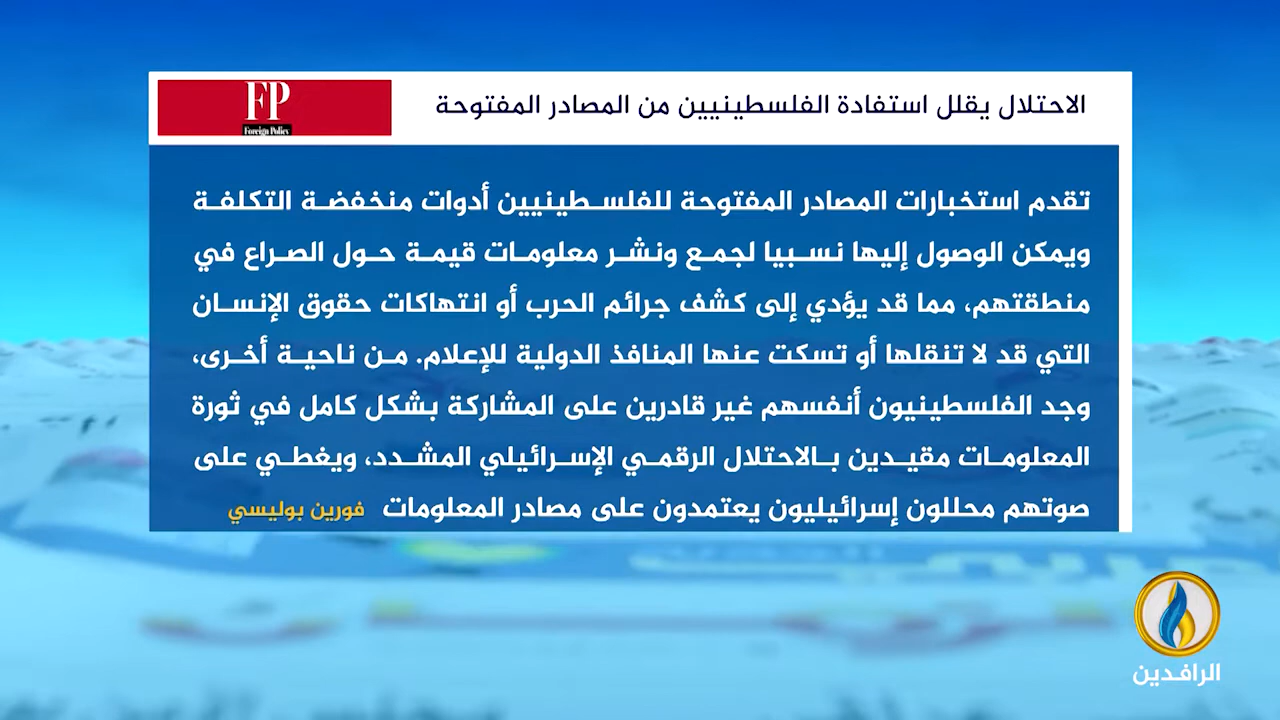 FP
Foreign Policy
الاحتلال يقلل استفادة الفلسطينيين من المصادر المفتوحة
تقدم استخبارات المصادر المفتوحة للفلسطينيين أدوات منخفضة التكلفة
ويمكن الوصول إليها نسبيا لجمع ونشر معلومات قيمة حول الصراع في
منطقتهم، مما قد يؤدي إلى كشف جرائم الحرب أو انتهاكات حقوق الإنسان
التي قد لا تنقلها أو تسكت عنها المنافذ الدولية للإعلام. من ناحية أخرى،
وجد الفلسطينيون أنفسهم غير قادرين على المشاركة بشكل كامل في ثورة
المعلومات مقيدين بالاحتلال الرقمي الإسرائيلي المشدد، ويغطي على
صوتهم محللون إسرائيليون يعتمدون على مصادر المعلومات فورين بوليسي
الرافدين